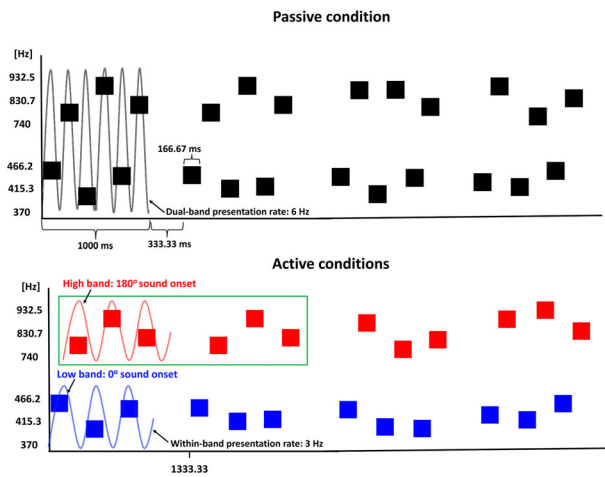 Passive condition
[Hz]
932.5
830.7
740
166.67 ms
466.2
415.3
370
Dual-band presentation rate: 6 Hz
1000 ms
333.33 ms
Active conditions
[Hz]
High band: 180° sound onset
932.5
830.7
740
Low band: 0° sound onset
466.2
415.3
370
Within-band presentation rate: 3 Hz
1333.33